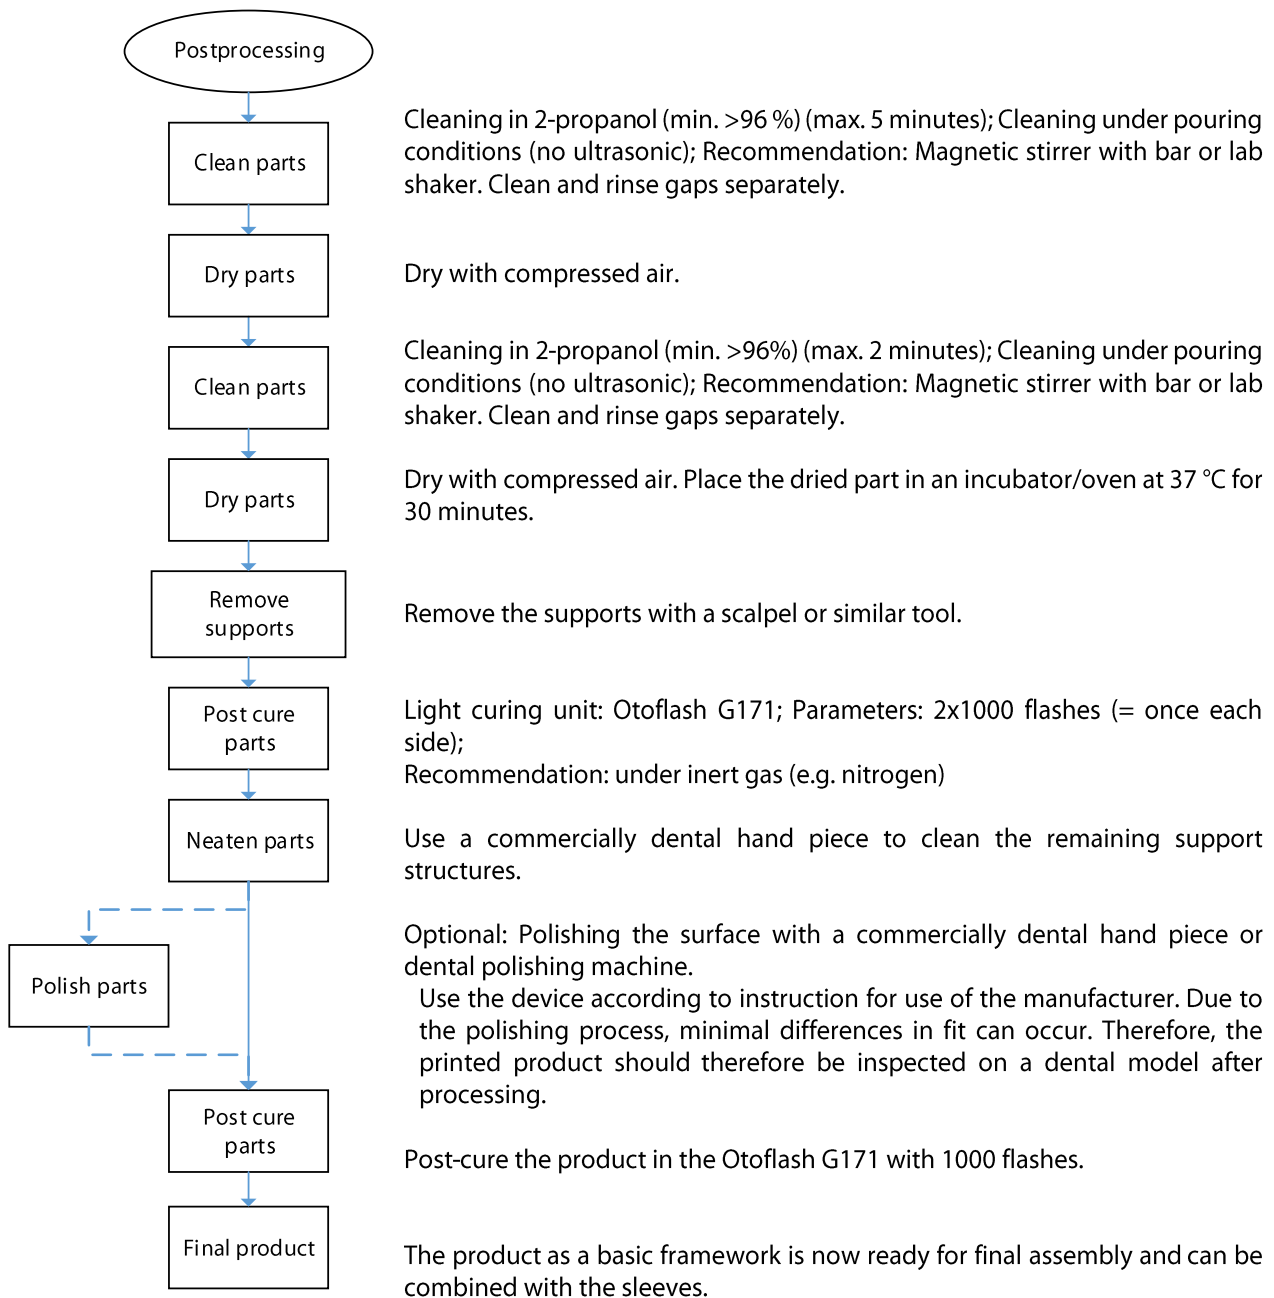 Postprocessing
Clean parts
Cleaning in 2-propanol (min. >96 %) (max. 5 minutes); Cleaning under pouring
conditions (no ultrasonic); Recommendation: Magnetic stirrer with bar or lab
shaker. Clean and rinse gaps separately.
Dry parts
Dry with compressed air.
Clean parts
Cleaning in 2-propanol (min. >96%) (max. 2 minutes); Cleaning under pouring
conditions (no ultrasonic); Recommendation: Magnetic stirrer with bar or lab
shaker. Clean and rinse gaps separately.
Dry parts
Dry with compressed air. Place the dried part in an incubator/oven at 37 °C for
30 minutes.
Remove
supports
Remove the supports with a scalpel or similar tool.
Post cure
parts
Light curing unit: Otoflash G171; Parameters: 2x1000 flashes (= once each
side);
Recommendation: under inert gas (e.g. nitrogen)
Neaten parts
Use a commercially dental hand piece to clean the remaining support
structures.
Polish parts
Optional: Polishing the surface with a commercially dental hand piece or
dental polishing machine.
Use the device according to instruction for use of the manufacturer. Due to
the polishing process, minimal differences in fit can occur. Therefore, the
printed product should therefore be inspected on a dental model after
processing.
Post cure
parts
Post-cure the product in the Otoflash G171 with 1000 flashes.
Final product
The product as a basic framework is now ready for final assembly and can be
combined with the sleeves.